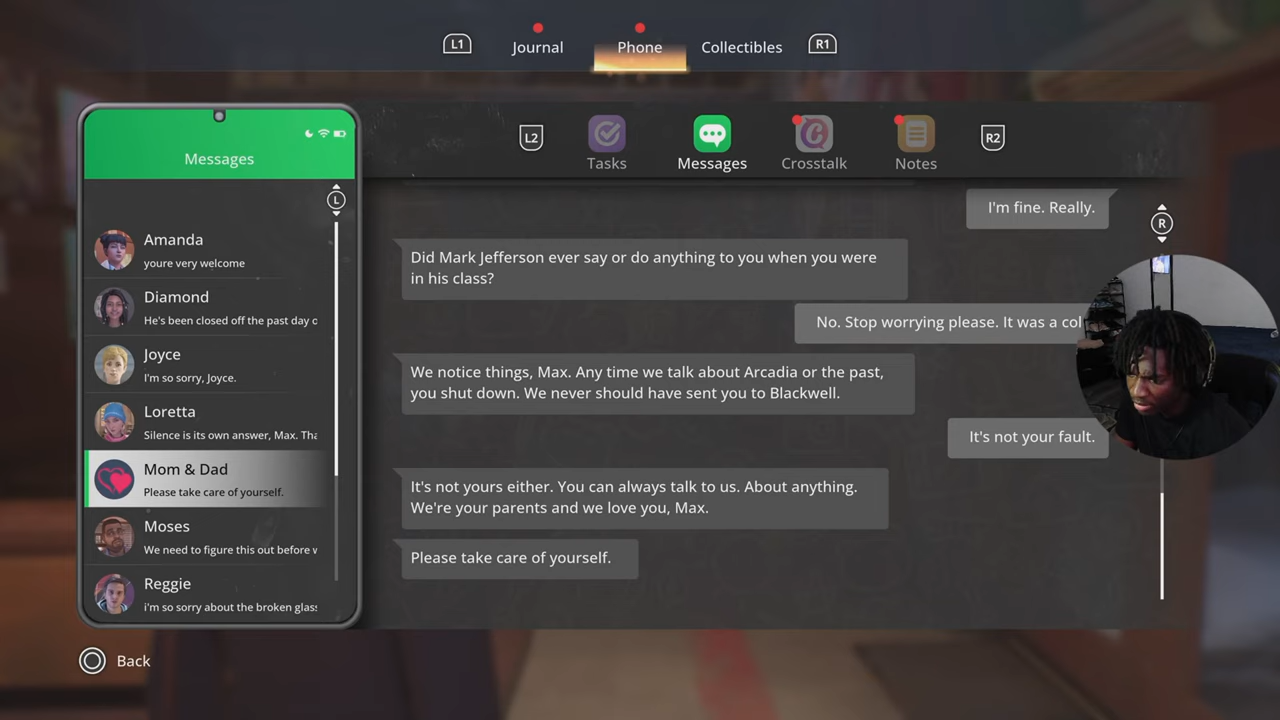 L1
Journal
Phone
Collectibles
R1
Messages
L
Amanda
youre very welcome
Diamond
He's been closed off the past day o
Joyce
I'm so sorry, Joyce.
Loretta
Silence is its own answer, Max. Tha
Mom & Dad
Please take care of yourself.
Moses
We need to figure this out before w
Reggie
i'm so sorry about the broken glass
L2
Tasks
Messages
Crosstalk
Notes
R2
I'm fine. Really.
R
Did Mark Jefferson ever say or do anything to you when you were
in his class?
No. Stop worrying please. It was a col
We notice things, Max. Any time we talk about Arcadia or the past,
you shut down. We never should have sent you to Blackwell.
It's not your fault.
It's not yours either. You can always talk to us. About anything.
We're your parents and we love you, Max.
Please take care of yourself.
Back